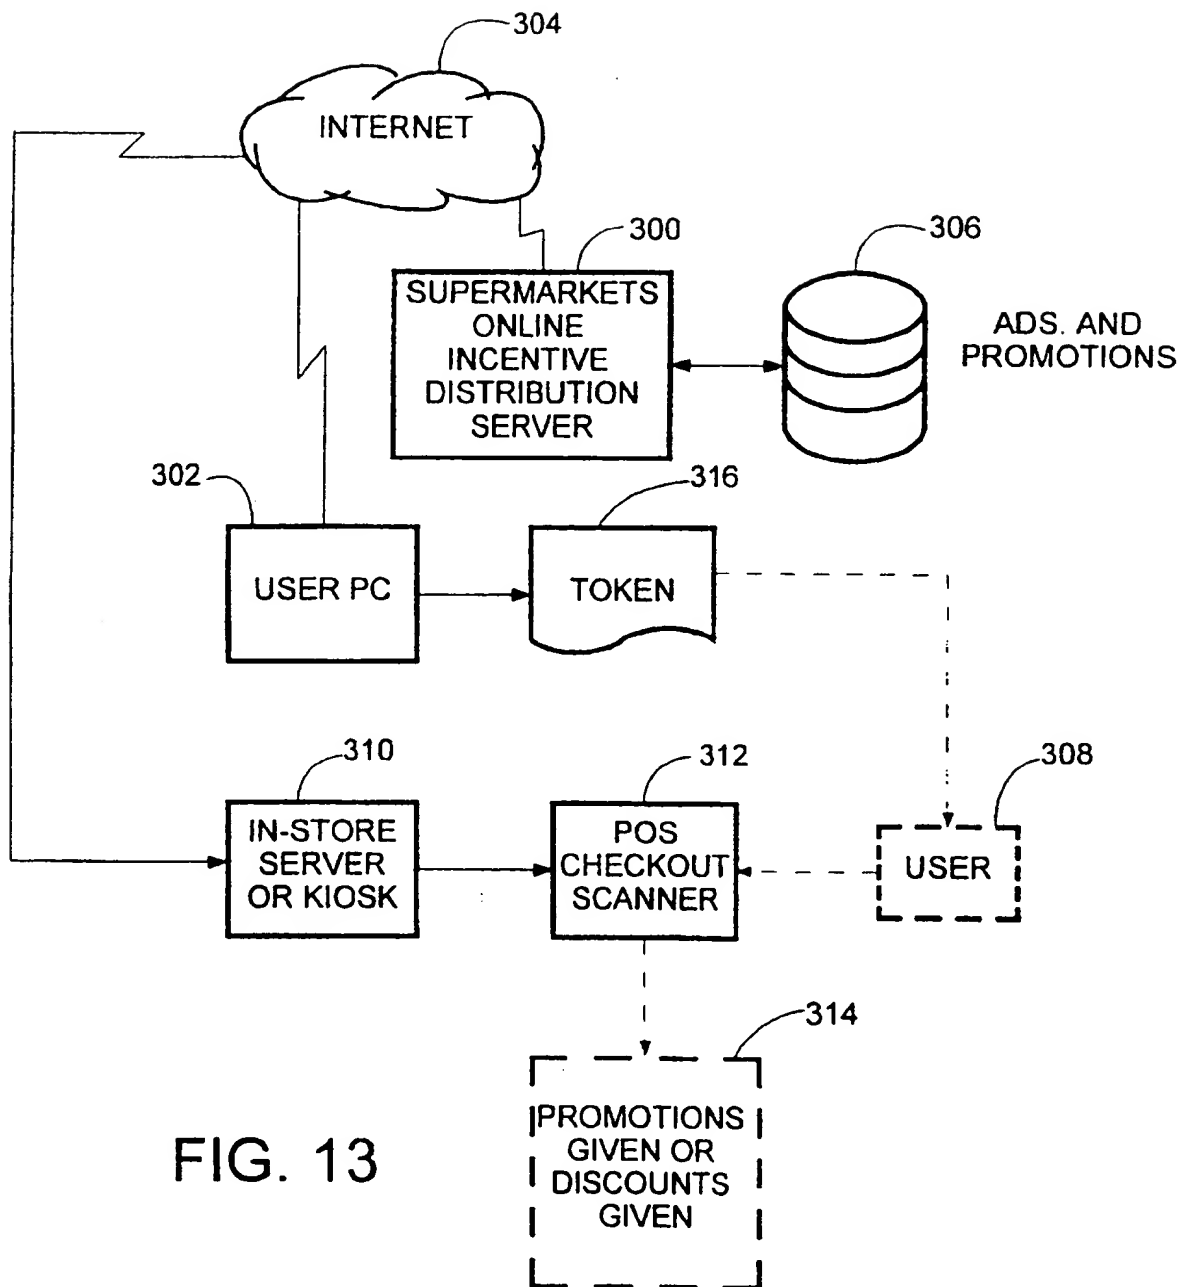 304
INTERNET
300
306
SUPERMARKETS
ONLINE
INCENTIVE
DISTRIBUTION
SERVER
ADS. AND
PROMOTIONS
302
316
USER PC
TOKEN
310
312
308
IN-STORE
SERVER
OR KIOSK
POS
CHECKOUT
SCANNER
USER
314
PROMOTIONS
GIVEN OR
DISCOUNTS
GIVEN
FIG. 13